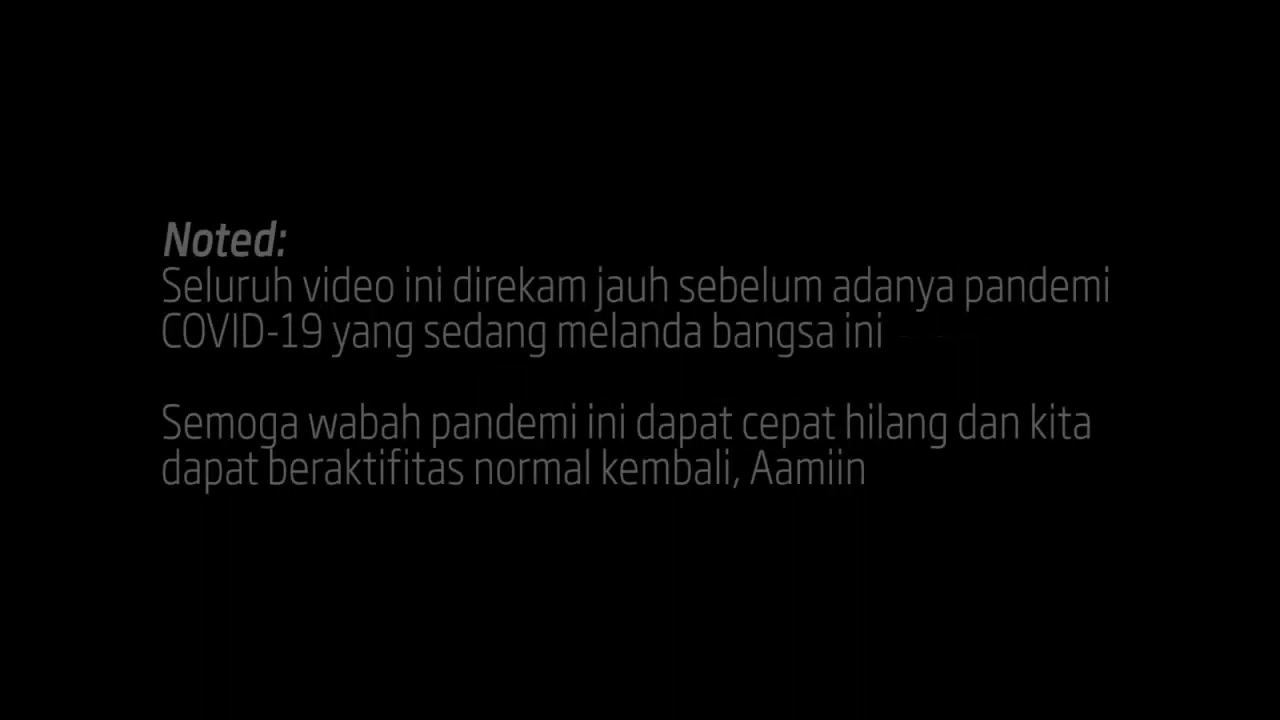 Noted:
Seluruh video ini direkam jauh sebelum adanya pandemi
COVID-19 yang sedang melanda bangsa ini
Semoga wabah pandemi ini dapat cepat hilang dan kita
dapat beraktifitas normal kembali, Aamiin